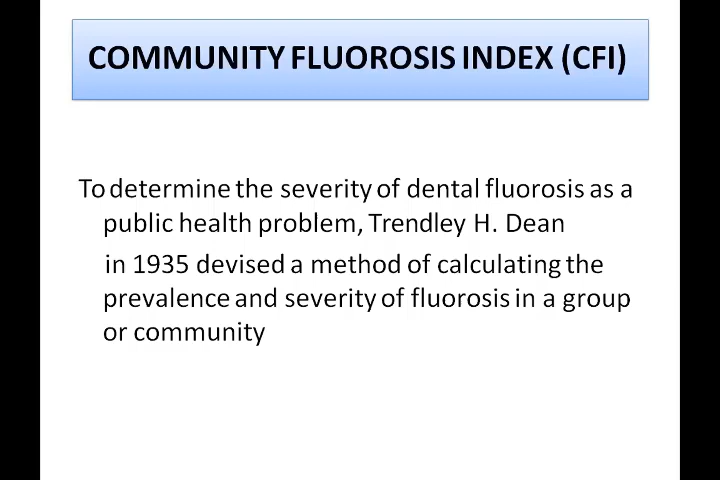 COMMUNITY FLUOROSIS INDEX (CFI)
To determine the severity of dental fluorosis as a
public health problem, Trendley H. Dean
in 1935 devised a method of calculating the
prevalence and severity of fluorosis in a group
or community